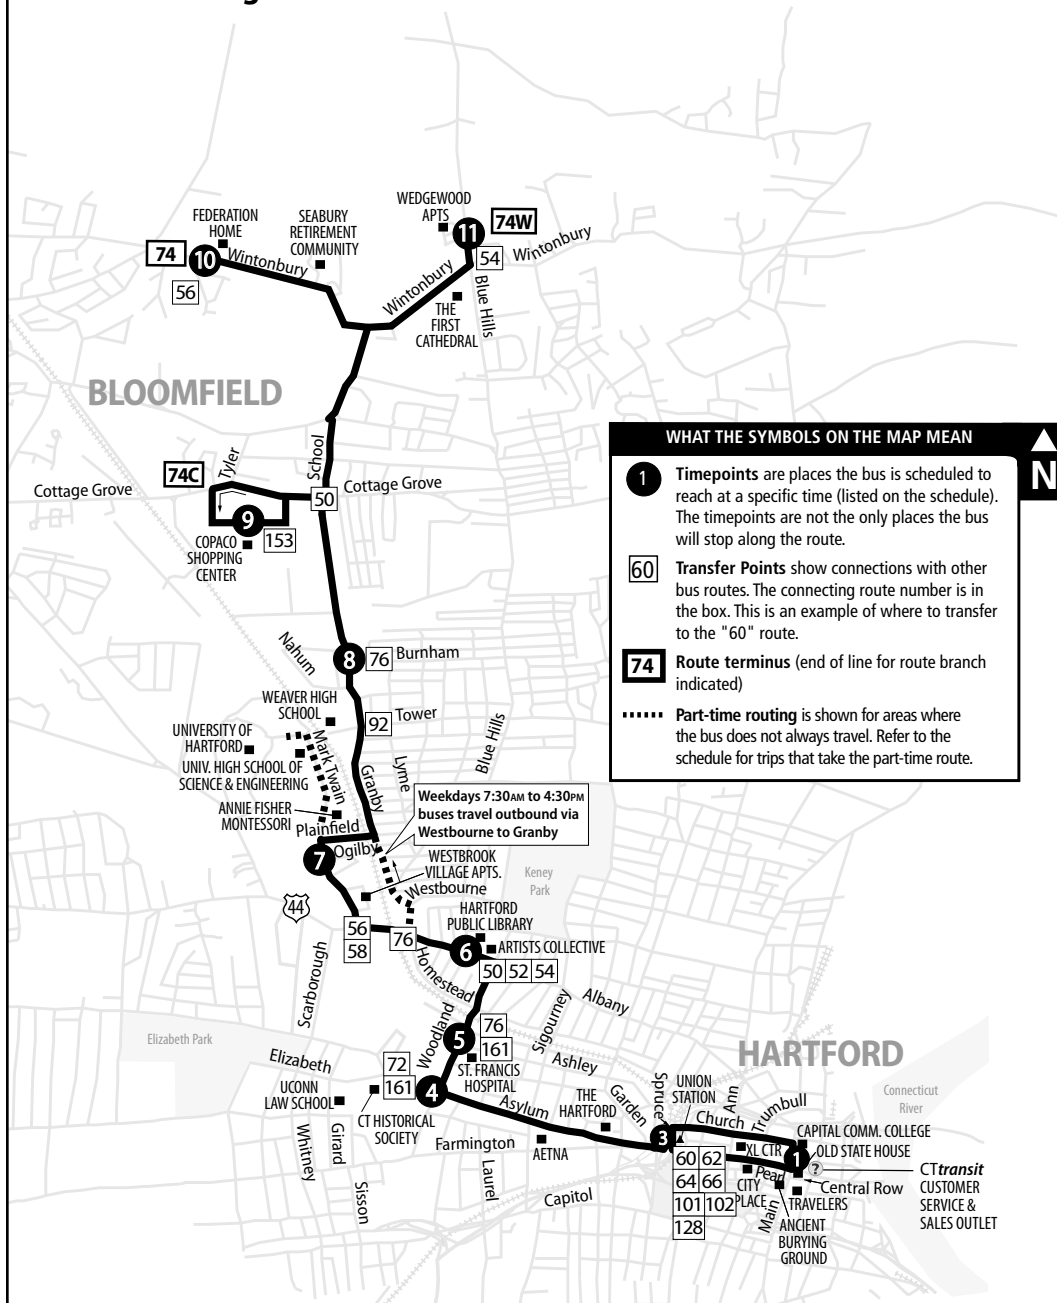 WEDGEWOOD
APTS
74W
11
FEDERATION
HOME
SEABURY
RETIREMENT
COMMUNITY
74
10
Wintonbury
56
54
Wintonbury
Wintonbury
Blue Hills
THE
FIRST
CATHEDRAL
BLOOMFIELD
School
Tyler
74C
Cottage Grove
50
Cottage Grove
9
153
COPACO
SHOPPING
CENTER
WHAT THE SYMBOLS ON THE MAP MEAN
N
1
Timepoints are places the bus is scheduled to
reach at a specific time (listed on the schedule).
The timepoints are not the only places the bus
will stop along the route.
60
Transfer Points show connections with other
bus routes. The connecting route number is in
the box. This is an example of where to transfer
to the "60" route.
74
Route terminus (end of line for route branch
indicated)
Part-time routing is shown for areas where
the bus does not always travel. Refer to the
schedule for trips that take the part-time route.
Nahum
8
76
Burnham
WEAVER HIGH
SCHOOL
92
Tower
UNIVERSITY OF
HARTFORD
UNIV. HIGH SCHOOL OF
SCIENCE & ENGINEERING
Mark Twain
Granby
Lyme
Blue Hills
ANNIE FISHER
MONTESSORI
Plainfield
Weekdays 7:30AM to 4:30PM
buses travel outbound via
Westbourne to Granby
7
Ogilby
WESTBROOK
VILLAGE APTS.
Westbourne
Keney
Park
44
HARTFORD
PUBLIC LIBRARY
56
58
76
6
ARTISTS COLLECTIVE
50 52 54
Homestead
Scarborough
Albany
Sigourney
Woodland
5
76
161
ST. FRANCIS
HOSPITAL
Elizabeth Park
Elizabeth
72
161
4
Ashley
HARTFORD
UCONN
LAW SCHOOL
CT HISTORICAL
SOCIETY
Asylum
THE
HARTFORD
Garden
Spruce
UNION
STATION
Ann
Church
Trumbull
Connecticut
River
3
CAPITAL COMM. COLLEGE
OLD STATE HOUSE
XL CTR
1
?
Whitney
Girard
Farmington
AETNA
60 62
64 66
101 102
128
Pearl
CITY
PLACE
Central Row
TRAVELERS
CTtransit
CUSTOMER
SERVICE &
SALES OUTLET
Sisson
Laurel
Capitol
Main
ANCIENT
BURYING
GROUND